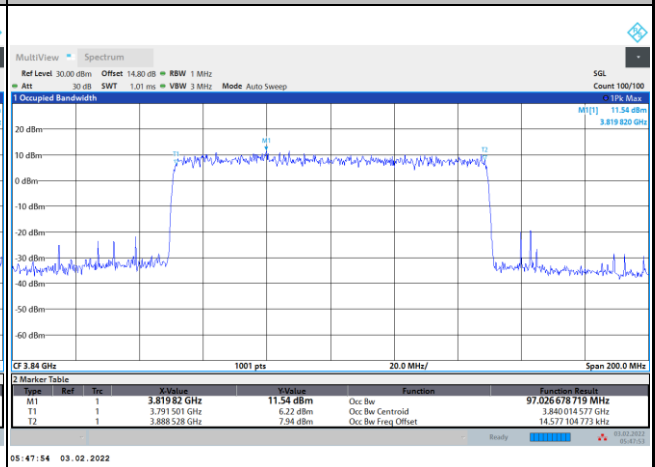 MultiView Spectrum
Ref Level 30.00 dBm Offset 14.80 dB RBW 1 MHz SGL
Att 30 dB SWT 1.01 ms VBW 3 MHz Mode Auto Sweep Count 100/100
1 Occupied Bandwidth 1Pk Max
M1[1] 11.54 dBm
3.819 820 GHz
20 dBm
M1
T1 T2
10 dBm
0 dBm
-10 dBm
-20 dBm
-30 dBm
-40 dBm
-50 dBm
-60 dBm
CF 3.84 GHz 1001 pts 20.0 MHz/ Span 200.0 MHz
2 Marker Table
Type Ref Trc X-Value Y-Value Function Function Result
M1 1 3.819 82 GHz 11.54 dBm Occ Bw 97.026 678 719 MHz
T1 1 3.791 501 GHz 6.22 dBm Occ Bw Centroid 3.840 014 577 GHz
T2 1 3.888 528 GHz 7.94 dBm Occ Bw Freq Offset 14.577 104 773 kHz
Ready 03.02.2022
05:47:53
05:47:54 03.02.2022